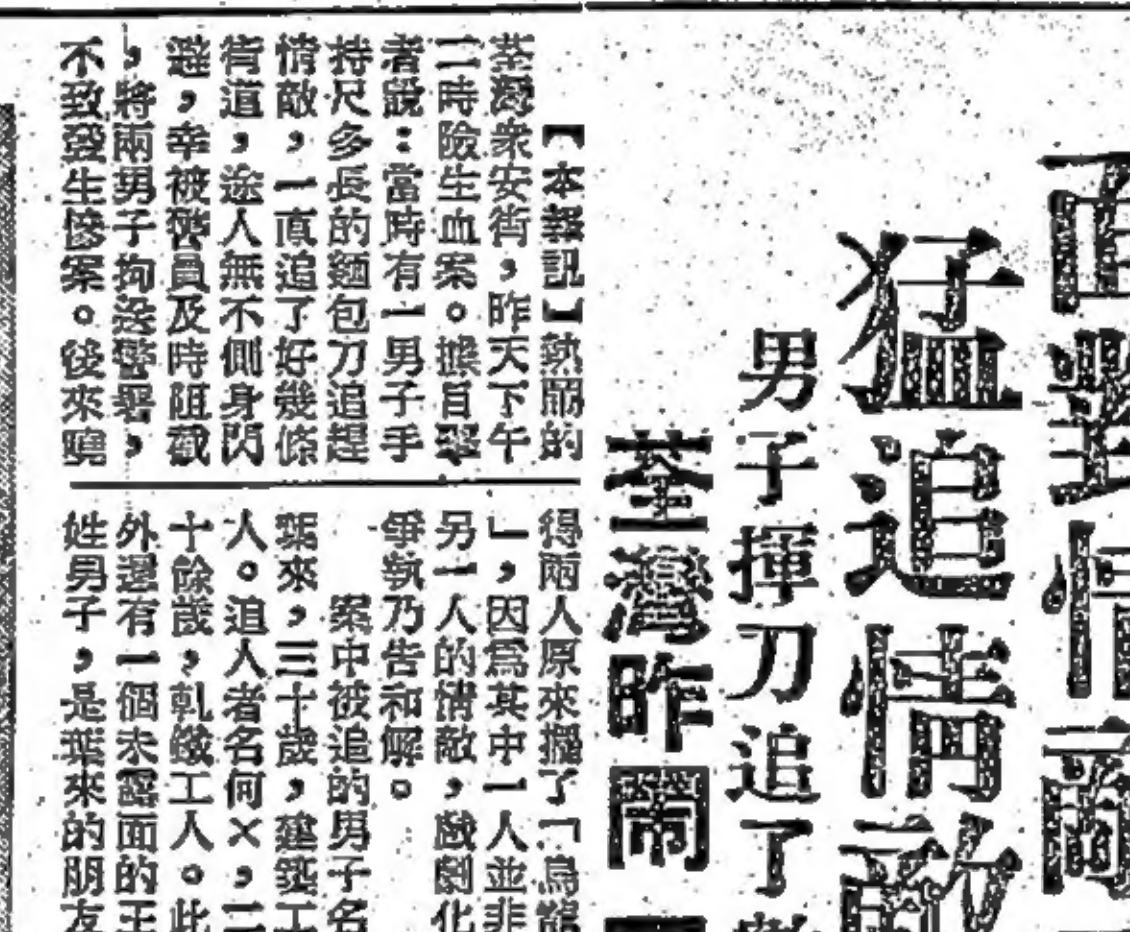 面對情敵
猛追情敵
男子揮刀追了
荃灣昨鬧
【本報訊】熱鬧的
荃灣眾安街，昨天下午
二時險生血案。據目擊
者說：當時有一男子手
持尺多長的麵包刀追趕
情敵，一直追了好幾條
街道，途人無不側身閃
避，幸被警員及時阻截
，將兩男子拘送警署，
不致發生慘案。後來曉
得兩人原來擺了「烏龍
」，因爲其中一人並非
另一人的情敵，戲劇化
爭執乃告和解。
案中被追的男子名
葉來，三十歲，建築工
人。追人者名何×，二
十餘歲，軋鐵工人。此
外還有一個未露面的王
姓男子，是葉來的朋友